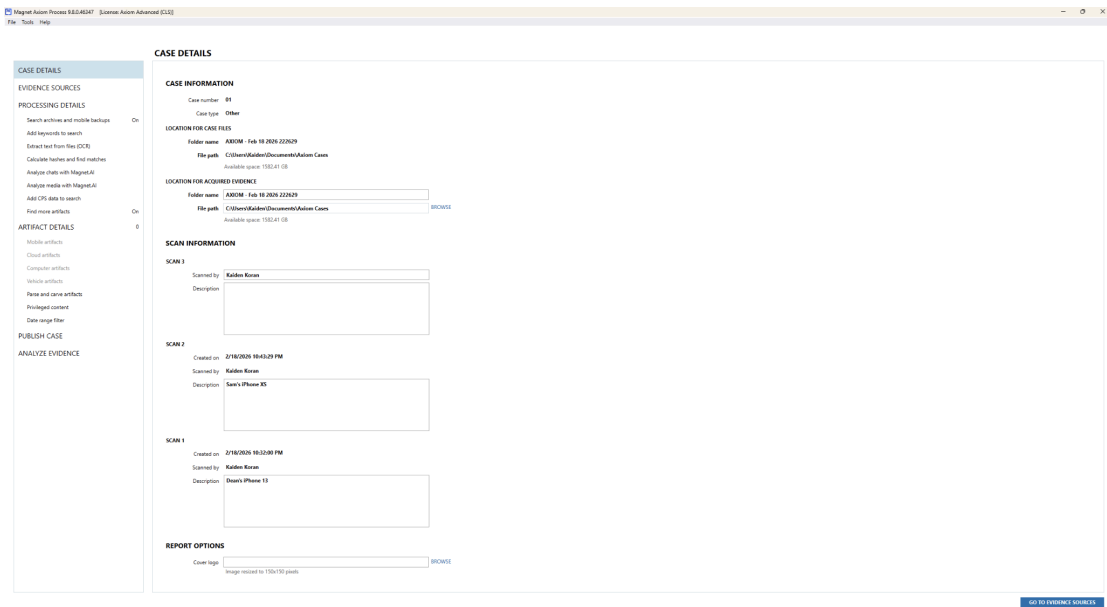 Magnet Axiom Process 9.8.0.46347 [License: Axiom Advanced (CLS)]
File Tools Help
CASE DETAILS
CASE DETAILS
EVIDENCE SOURCES
PROCESSING DETAILS
Search archives and mobile backups On
Add keywords to search
Extract text from files (OCR)
Calculate hashes and find matches
Analyze chats with Magnet.AI
Analyze media with Magnet.AI
Add CPS data to search
Find more artifacts On
ARTIFACT DETAILS 0
Mobile artifacts
Cloud artifacts
Computer artifacts
Vehicle artifacts
Parse and carve artifacts
Privileged content
Date range filter
PUBLISH CASE
ANALYZE EVIDENCE
CASE INFORMATION
Case number 01
Case type Other
LOCATION FOR CASE FILES
Folder name AXIOM - Feb 18 2026 222629
File path C:\Users\Kaiden\Documents\Axiom Cases
Available space: 1582.41 GB
LOCATION FOR ACQUIRED EVIDENCE
Folder name AXIOM - Feb 18 2026 222629
File path C:\Users\Kaiden\Documents\Axiom Cases BROWSE
Available space: 1582.41 GB
SCAN INFORMATION
SCAN 3
Scanned by Kaiden Koran
Description
SCAN 2
Created on 2/18/2026 10:43:29 PM
Scanned by Kaiden Koran
Description Sam's iPhone XS
SCAN 1
Created on 2/18/2026 10:32:00 PM
Scanned by Kaiden Koran
Description Dean's iPhone 13
REPORT OPTIONS
Cover logo BROWSE
Image resized to 150x150 pixels
GO TO EVIDENCE SOURCES